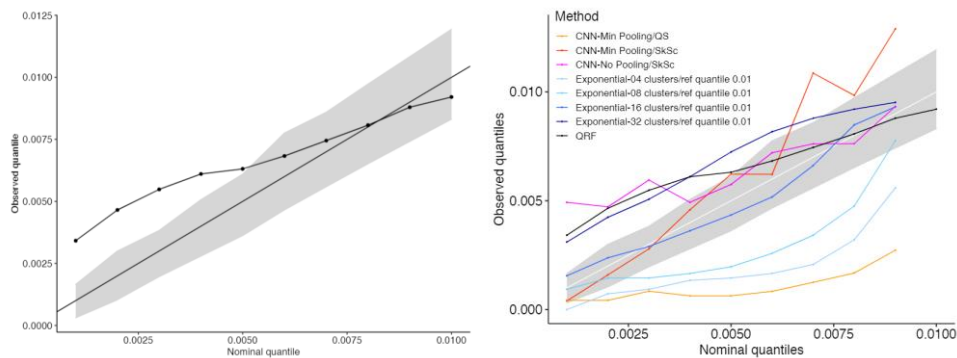 0.0125
0.0100
0.0075
0.0050
0.0025
0.0000
Observed quantile
0.0025
0.0050
0.0075
0.0100
Nominal quantile
Method
CNN-Min Pooling/QS
CNN-Min Pooling/SkSc
CNN-No Pooling/SkSc
Exponential-04 clusters/ref quantile 0.01
Exponential-08 clusters/ref quantile 0.01
Exponential-16 clusters/ref quantile 0.01
Exponential-32 clusters/ref quantile 0.01
QRF
0.010
0.005
0.000
Observed quantiles
0.0025
0.0050
0.0075
0.0100
Nominal quantiles